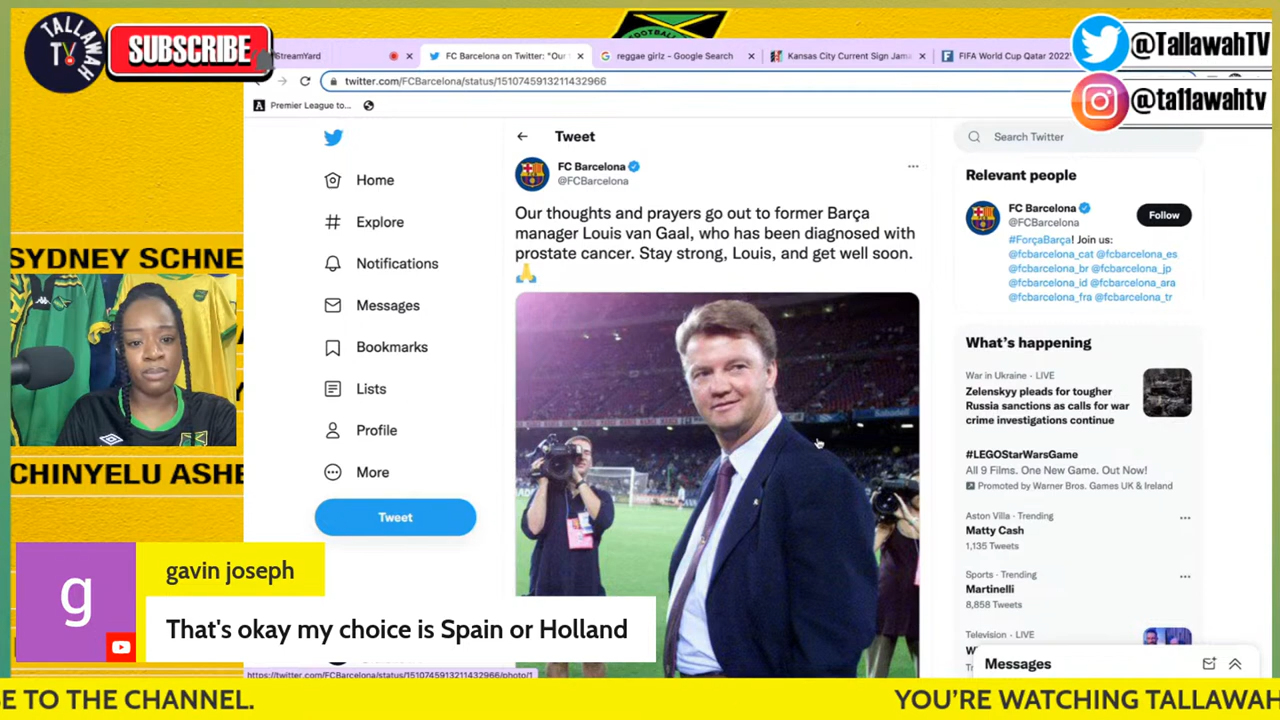 TALLAWAH
TV
SUBSCRIBE
FOOTBALL
@TallawahTV
@ta11awahtv
StreamYard
FC Barcelona on Twitter: "Our
reggae girlz - Google Search
Kansas City Current Sign Jama
FIFA World Cup Qatar 2022
twitter.com/FCBarcelona/status/1510745913211432966
Premier League to...
Home
Explore
Notifications
Messages
Bookmarks
Lists
Profile
More
Tweet
Tweet
FC Barcelona
@FCBarcelona
Our thoughts and prayers go out to former Barça
manager Louis van Gaal, who has been diagnosed with
prostate cancer. Stay strong, Louis, and get well soon.
🙏
Search Twitter
Relevant people
FC Barcelona
@FCBarcelona
Follow
#ForçaBarça! Join us:
@fcbarcelona_cat @fcbarcelona_es
@fcbarcelona_br @fcbarcelona_jp
@fcbarcelona_id @fcbarcelona_ara
@fcbarcelona_fra @fcbarcelona_tr
What's happening
War in Ukraine · LIVE
Zelenskyy pleads for tougher
Russia sanctions as calls for war
crime investigations continue
#LEGOStarWarsGame
All 9 Films. One New Game. Out Now!
Promoted by Warner Bros. Games UK & Ireland
Aston Villa · Trending
Matty Cash
1,135 Tweets
Sports · Trending
Martinelli
8,858 Tweets
Television · LIVE
Messages
SYDNEY SCHNE
CHINYELU ASHE
g
gavin joseph
That's okay my choice is Spain or Holland
https://twitter.com/FCBarcelona/status/1510745913211432966/photo/1
E TO THE CHANNEL.
YOU'RE WATCHING TALLAWAH